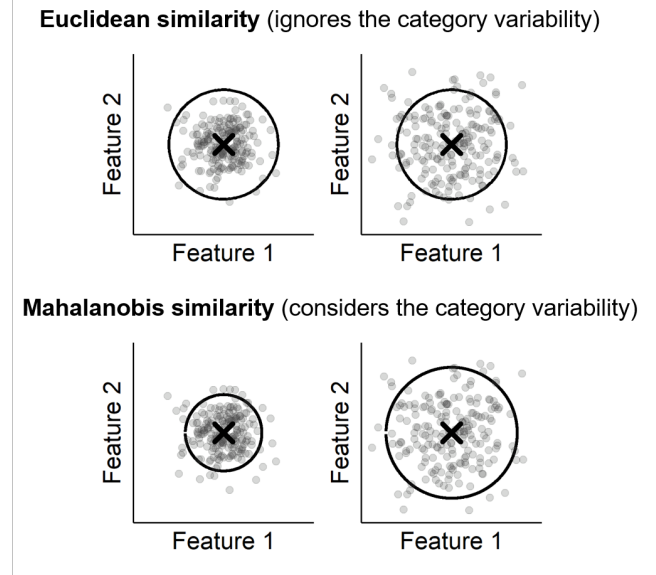 Euclidean similarity (ignores the category variability)
Feature 2
Feature 1
Feature 2
Feature 1
Mahalanobis similarity (considers the category variability)
Feature 2
Feature 1
Feature 2
Feature 1